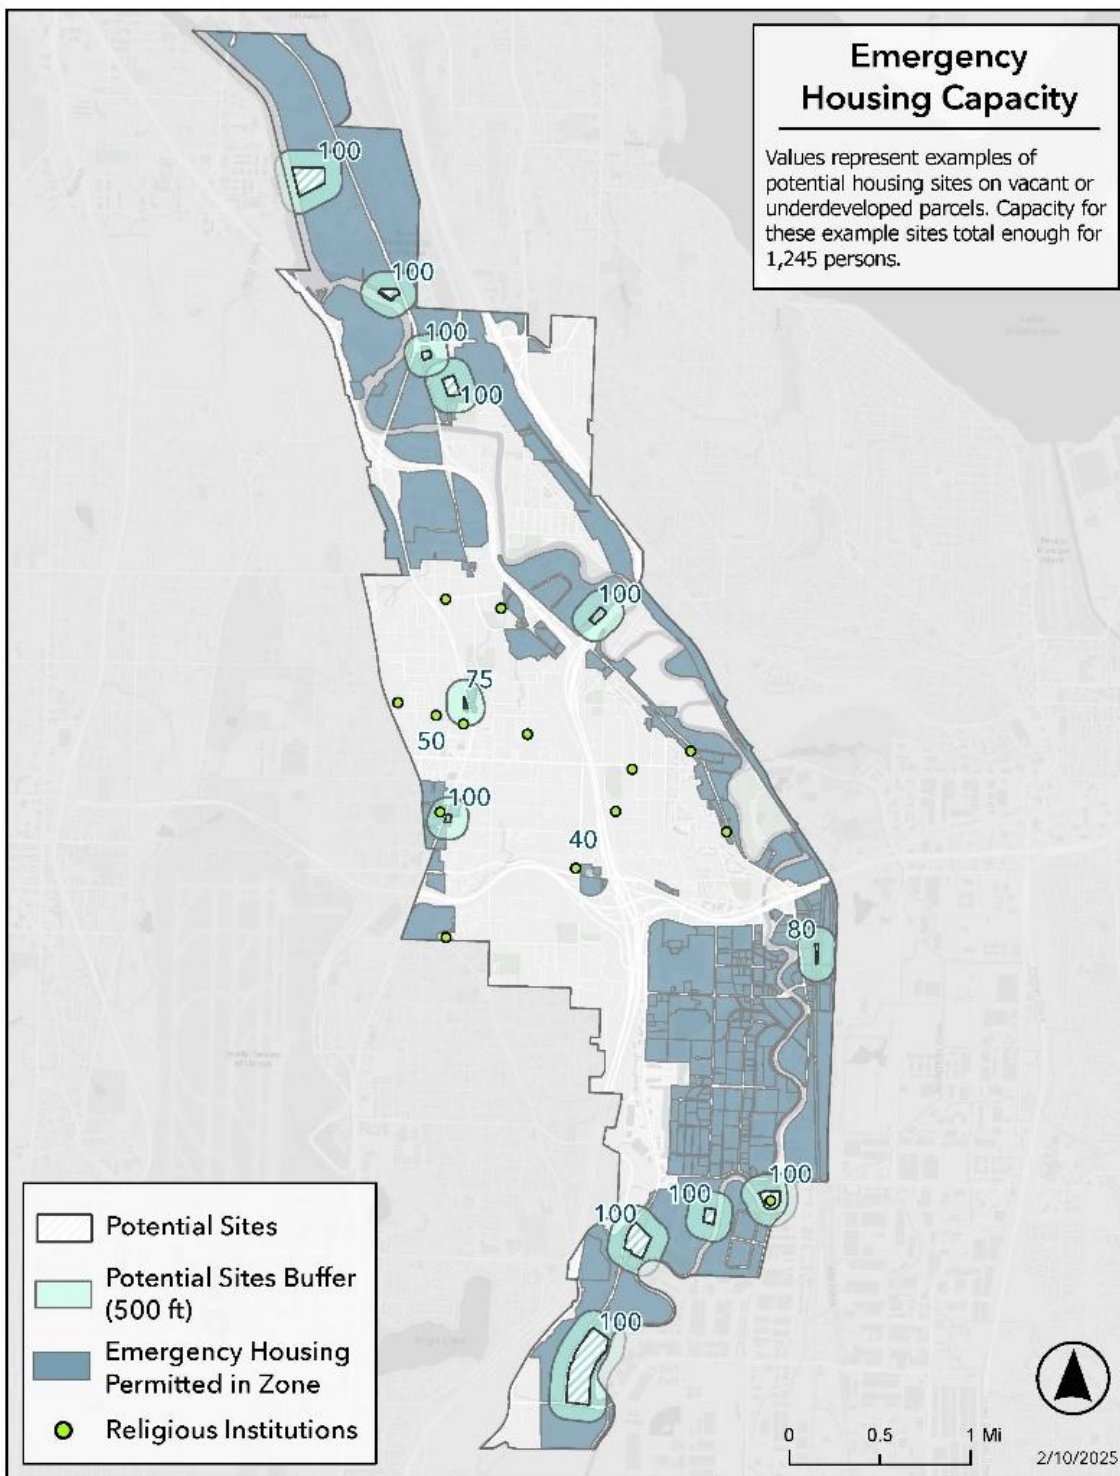 Emergency
Housing Capacity
Values represent examples of
potential housing sites on vacant or
underdeveloped parcels. Capacity for
these example sites total enough for
1,245 persons.
100
100
100
100
100
75
50
100
40
80
100
100
100
100
Potential Sites
Potential Sites Buffer
(500 ft)
Emergency Housing
Permitted in Zone
Religious Institutions
0 0.5 1 Mi
2/10/2025